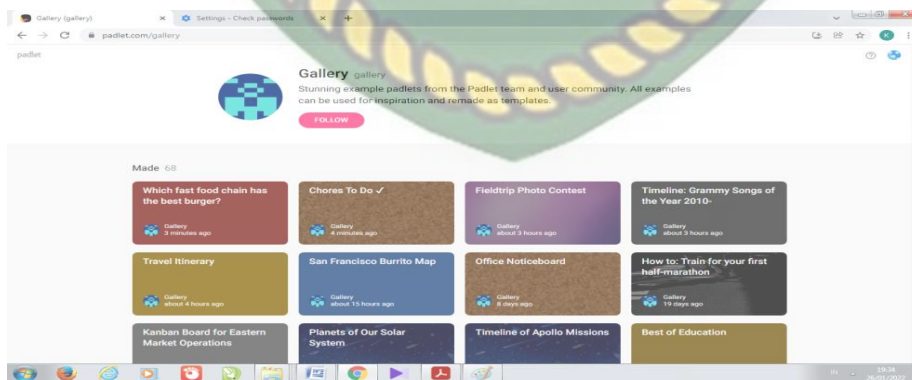 Gallery (gallery)
Settings - Check passwords
padlet.com/gallery
K
padlet
Gallery gallery
Stunning example padlets from the Padlet team and user community. All examples
can be used for inspiration and remade as templates.
FOLLOW
Made 68
Which fast food chain has
the best burger?
Gallery
3 minutes ago
Chores To Do ✓
Gallery
4 minutes ago
Fieldtrip Photo Contest
Gallery
about 3 hours ago
Timeline: Grammy Songs of
the Year 2010-
Gallery
about 3 hours ago
Travel Itinerary
Gallery
about 4 hours ago
San Francisco Burrito Map
Gallery
about 15 hours ago
Office Noticeboard
Gallery
8 days ago
How to: Train for your first
half-marathon
Gallery
19 days ago
Kanban Board for Eastern
Market Operations
Planets of Our Solar
System
Timeline of Apollo Missions
Best of Education
IN
19:34
26/01/2022